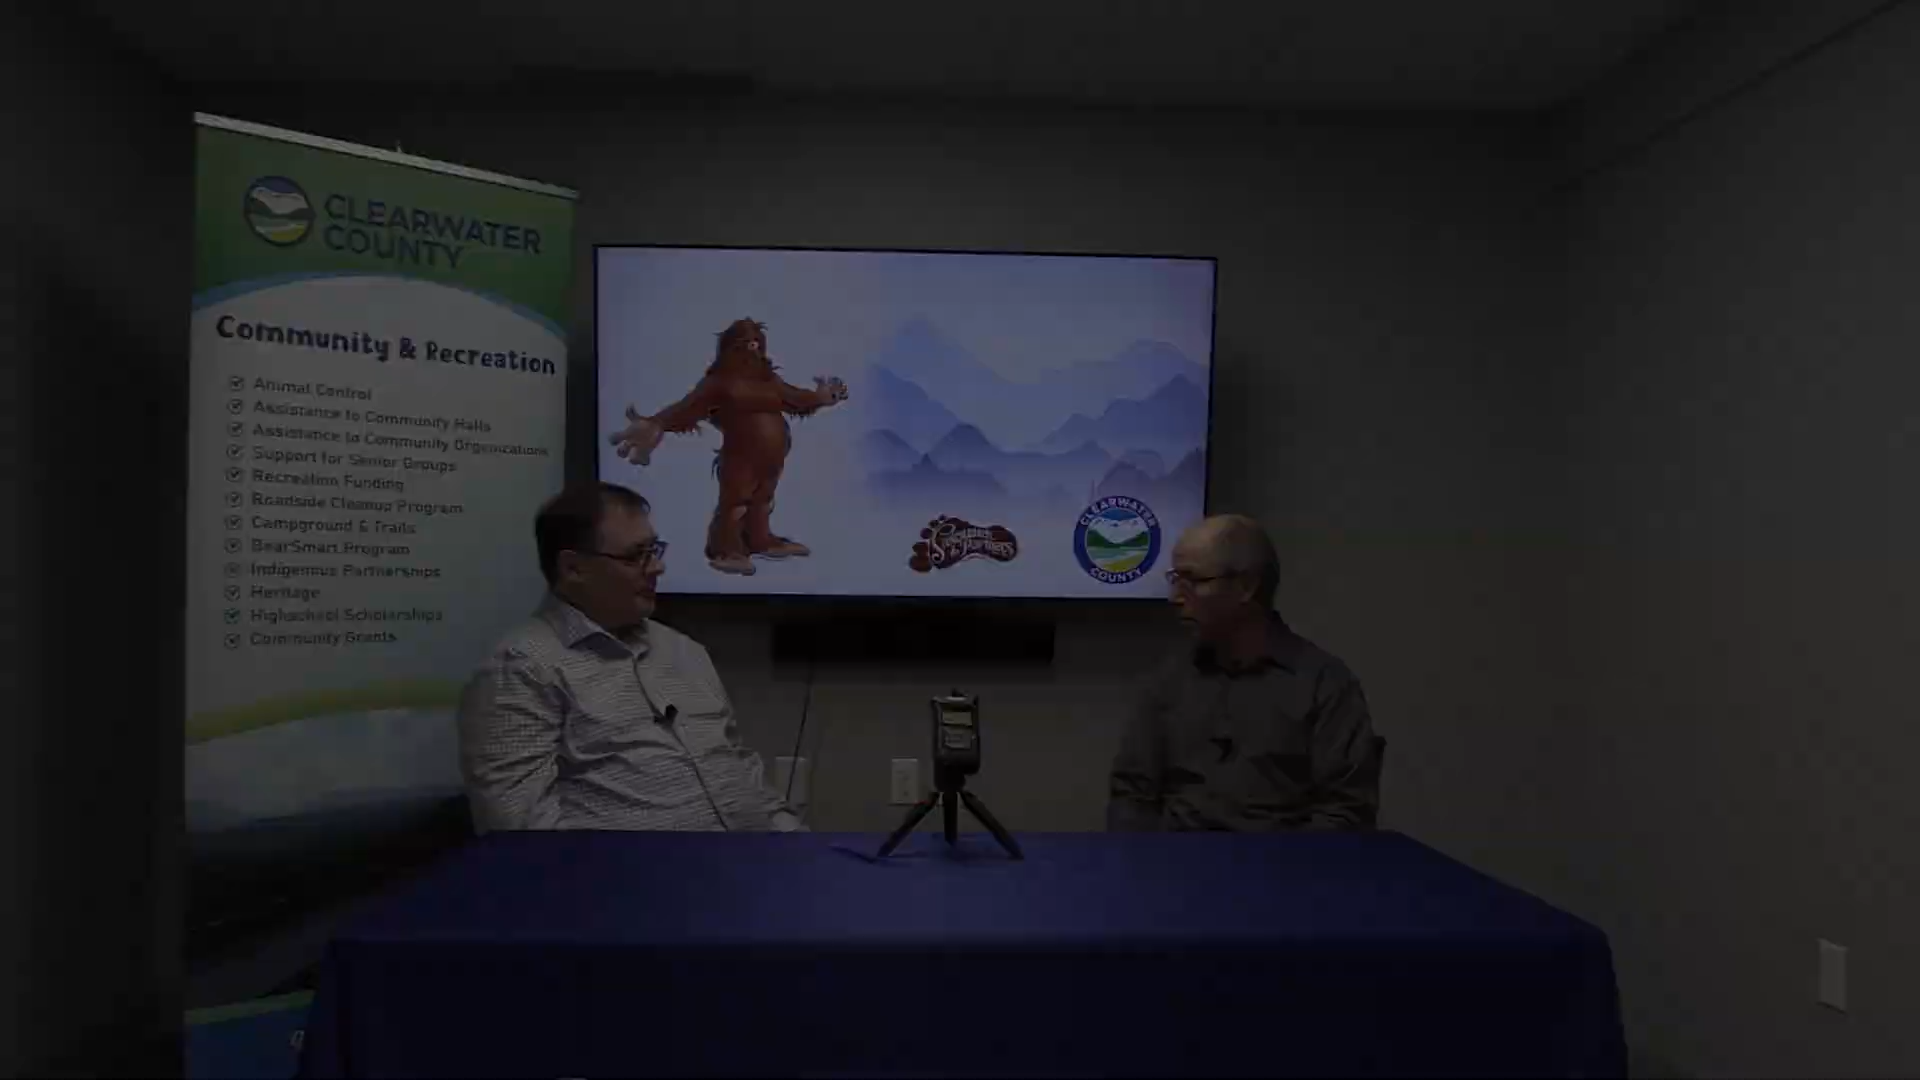 CLEARWATER
COUNTY
Community & Recreation
Animal Control
Assistance to Community Halls
Assistance to Community Organizations
Support for Senior Groups
Recreation Funding
Roadside Cleanup Program
Campground & Trails
BearSmart Program
Indigenous Partnerships
Heritage
Highschool Scholarships
Community Grants
CLEARWATER
COUNTY